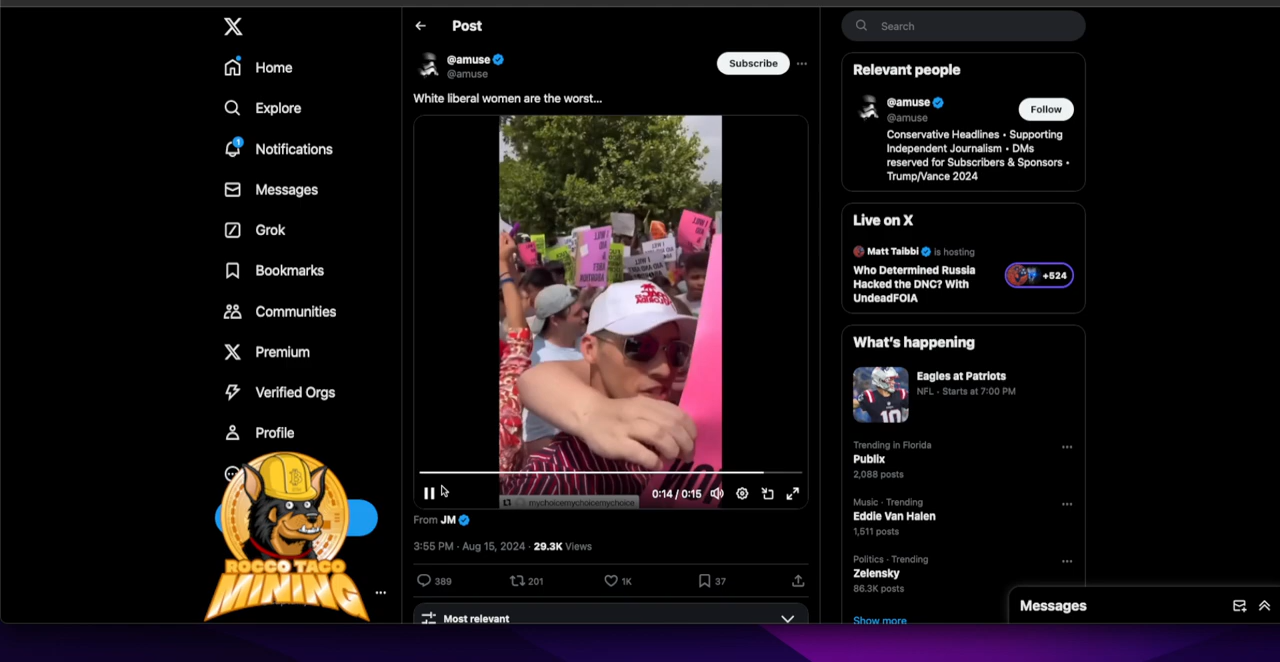 Home
Explore
Notifications
1
Messages
Grok
Bookmarks
Communities
Premium
Verified Orgs
Profile
ROCCO TACO
MINING
Post
@amuse
@amuse
Subscribe
White liberal women are the worst...
mychoicemychoicemychoice
0:14 / 0:15
From JM
3:55 PM · Aug 15, 2024 · 29.3K Views
389
201
1K
37
Most relevant
Search
Relevant people
@amuse
@amuse
Follow
Conservative Headlines • Supporting
Independent Journalism • DMs
reserved for Subscribers & Sponsors •
Trump/Vance 2024
Live on X
Matt Taibbi is hosting
Who Determined Russia
Hacked the DNC? With
UndeadFOIA
+524
What's happening
Eagles at Patriots
NFL · Starts at 7:00 PM
10
Trending in Florida
Publix
2,088 posts
Music · Trending
Eddie Van Halen
1,511 posts
Politics · Trending
Zelensky
86.3K posts
Show more
Messages